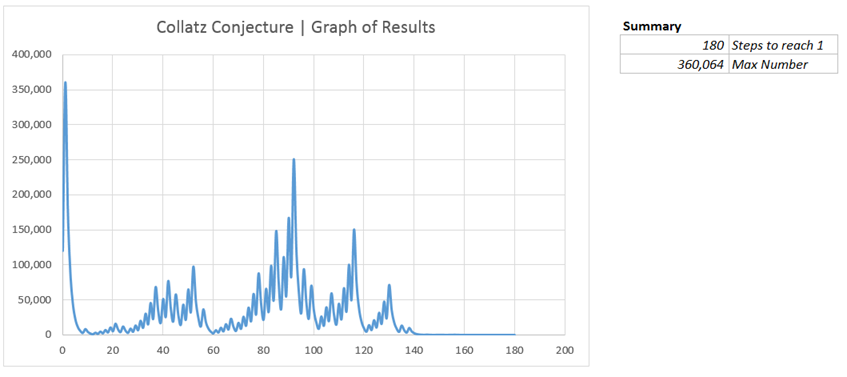 Collatz Conjecture | Graph of Results
400,000
350,000
300,000
250,000
200,000
150,000
100,000
50,000
0
0 20 40 60 80 100 120 140 160 180 200
Summary
180 Steps to reach 1
360,064 Max Number